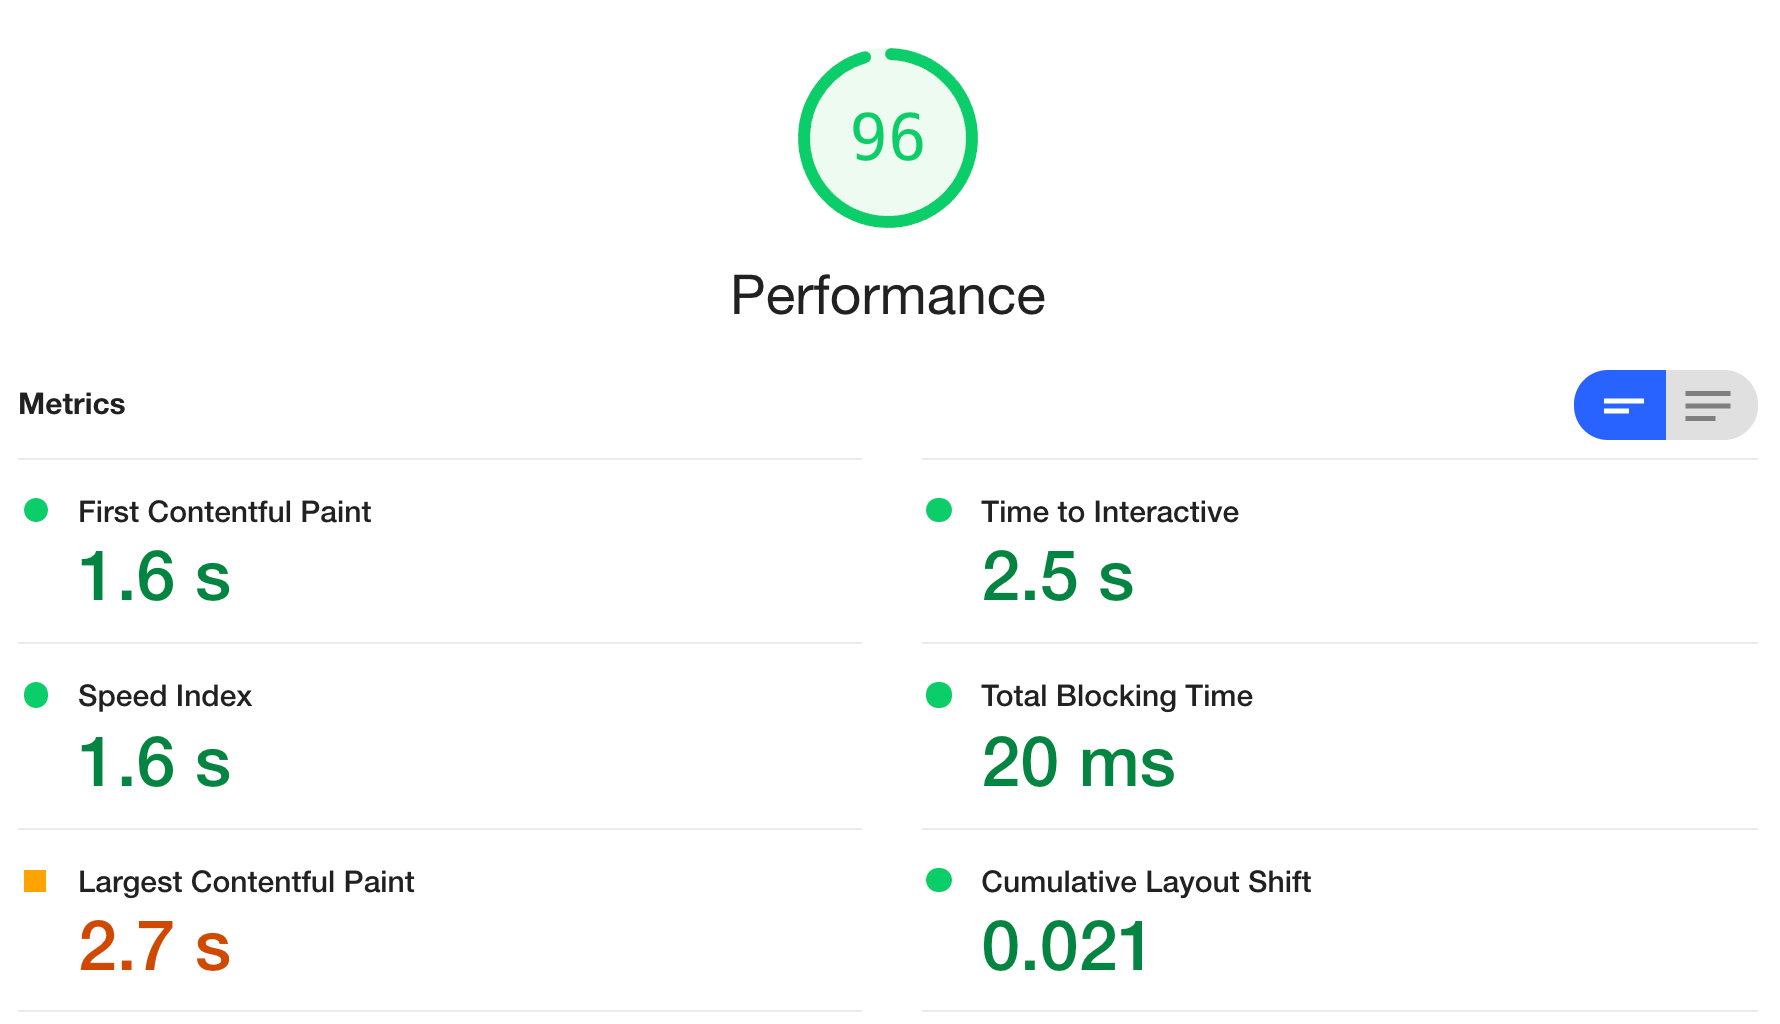 96
Performance
Metrics
First Contentful Paint
1.6 s
Time to Interactive
2.5 s
Speed Index
1.6 s
Total Blocking Time
20 ms
Largest Contentful Paint
2.7 s
Cumulative Layout Shift
0.021